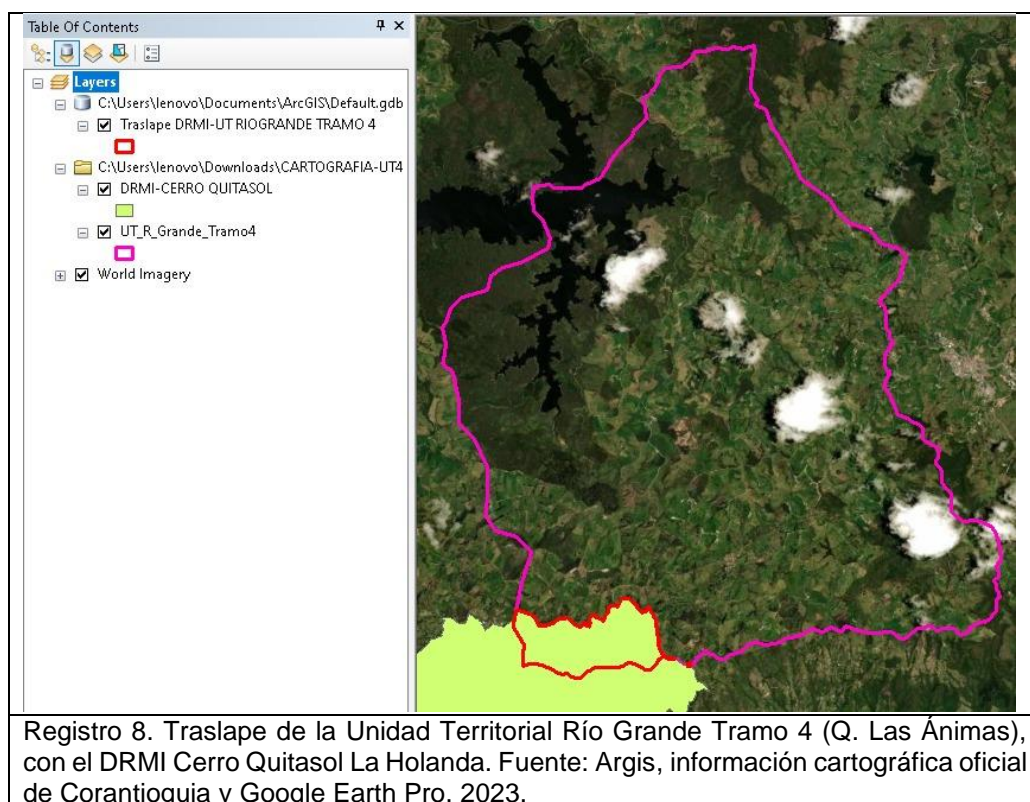 Table Of Contents
Layers
C:\Users\lenovo\Documents\ArcGIS\Default.gdb
Traslape DRMI-UT RIOGRANDE TRAMO 4
C:\Users\lenovo\Downloads\CARTOGRAFIA-UT4
DRMI-CERRO QUITASOL
UT_R_Grande_Tramo4
World Imagery
Registro 8. Traslape de la Unidad Territorial Río Grande Tramo 4 (Q. Las Ánimas),
con el DRMI Cerro Quitasol La Holanda. Fuente: Argis, información cartográfica oficial
de Corantioquia y Google Earth Pro, 2023.